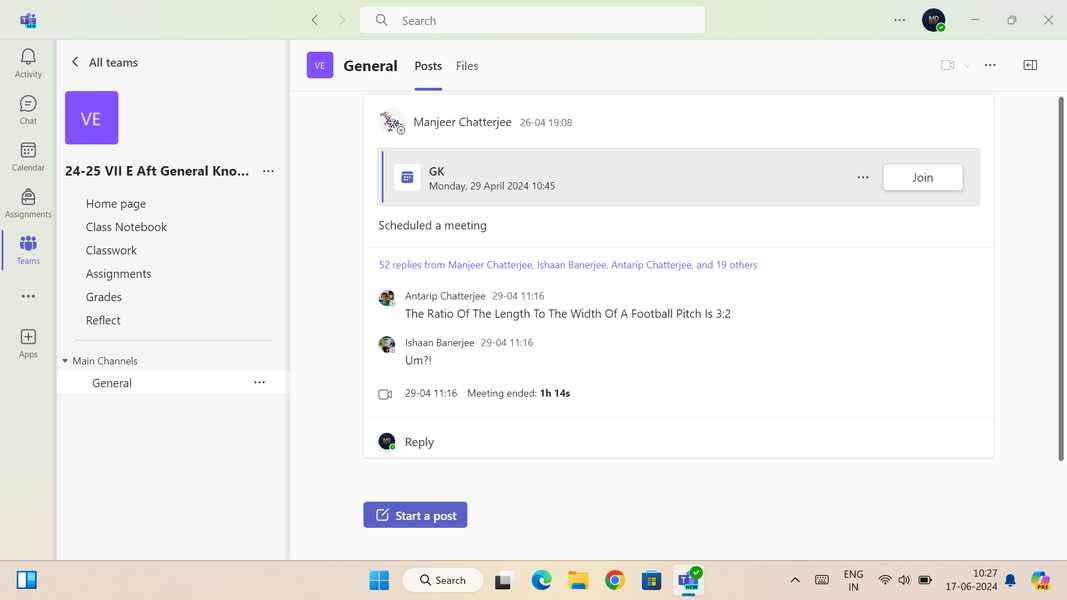 NEW
Search
MD
Activity
Chat
Calendar
Assignments
Teams
Apps
All teams
VE
24-25 VII E Aft General Kno...
Home page
Class Notebook
Classwork
Assignments
Grades
Reflect
Main Channels
General
VE
General
Posts
Files
Manjeer Chatterjee 26-04 19:08
GK
Monday, 29 April 2024 10:45
Join
Scheduled a meeting
52 replies from Manjeer Chatterjee, Ishaan Banerjee, Antarip Chatterjee, and 19 others
Antarip Chatterjee 29-04 11:16
The Ratio Of The Length To The Width Of A Football Pitch Is 3:2
Ishaan Banerjee 29-04 11:16
Um?!
29-04 11:16 Meeting ended: 1h 14s
Reply
Start a post
Search
NEW
ENG
IN
10:27
17-06-2024
PRE